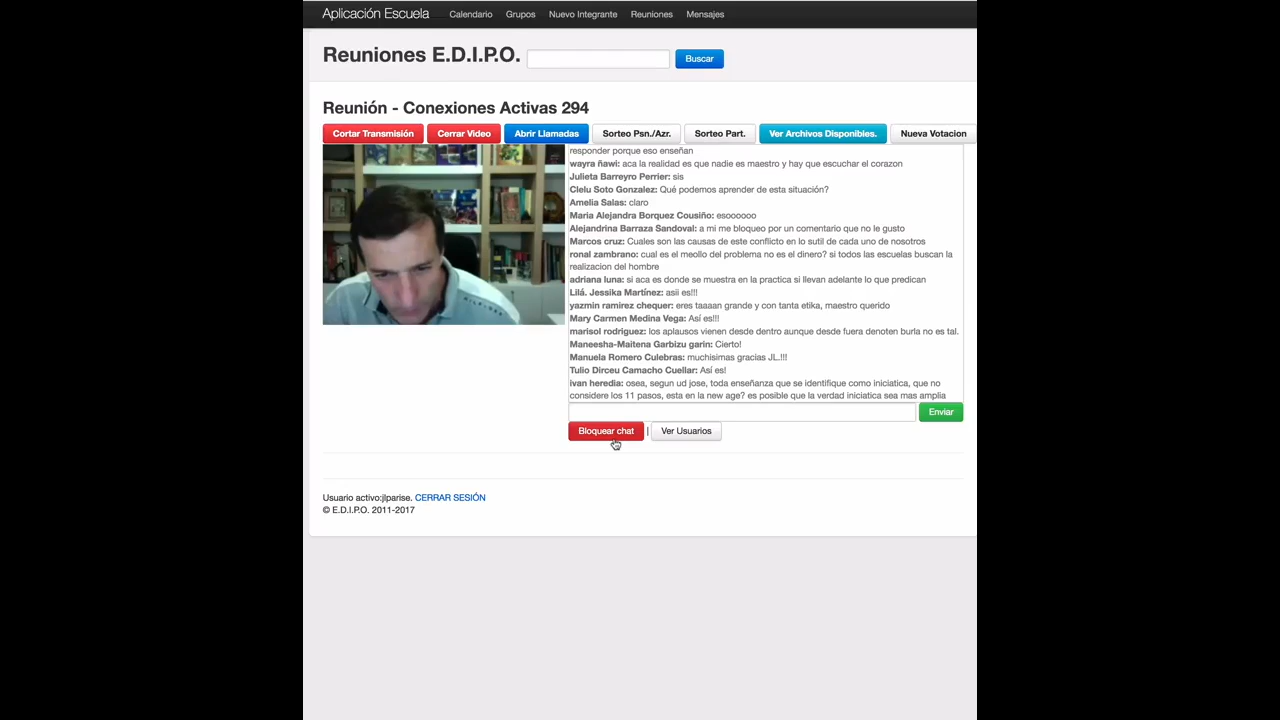 Aplicación Escuela Calendario Grupos Nuevo Integrante Reuniones Mensajes
Reuniones E.D.I.P.O. Buscar
Reunión - Conexiones Activas 294
Cortar Transmisión Cerrar Video Abrir Llamadas Sorteo Psn./Azr. Sorteo Part. Ver Archivos Disponibles. Nueva Votacion
responder porque eso enseñan
wayra ñawi: aca la realidad es que nadie es maestro y hay que escuchar el corazon
Julieta Barreyro Perrier: sis
Clelu Soto Gonzalez: Qué podemos aprender de esta situación?
Amelia Salas: claro
Maria Alejandra Borquez Cousiño: esoooooo
Alejandrina Barraza Sandoval: a mi me bloqueo por un comentario que no le gusto
Marcos cruz: Cuales son las causas de este conflicto en lo sutil de cada uno de nosotros
ronal zambrano: cual es el meollo del problema no es el dinero? si todos las escuelas buscan la
realizacion del hombre
adriana luna: si aca es donde se muestra en la practica si llevan adelante lo que predican
Lilá. Jessika Martínez: asii es!!!
yazmin ramirez chequer: eres taaaan grande y con tanta etika, maestro querido
Mary Carmen Medina Vega: Así es!!!
marisol rodriguez: los aplausos vienen desde dentro aunque desde fuera denoten burla no es tal.
Maneesha-Maitena Garbizu garin: Cierto!
Manuela Romero Culebras: muchisimas gracias JL.!!!
Tulio Dirceu Camacho Cuellar: Así es!
ivan heredia: osea, segun ud jose, toda enseñanza que se identifique como iniciatica, que no
considere los 11 pasos, esta en la new age? es posible que la verdad iniciatica sea mas amplia
Enviar
Bloquear chat | Ver Usuarios
Usuario activo:jlparise. CERRAR SESIÓN
© E.D.I.P.O. 2011-2017